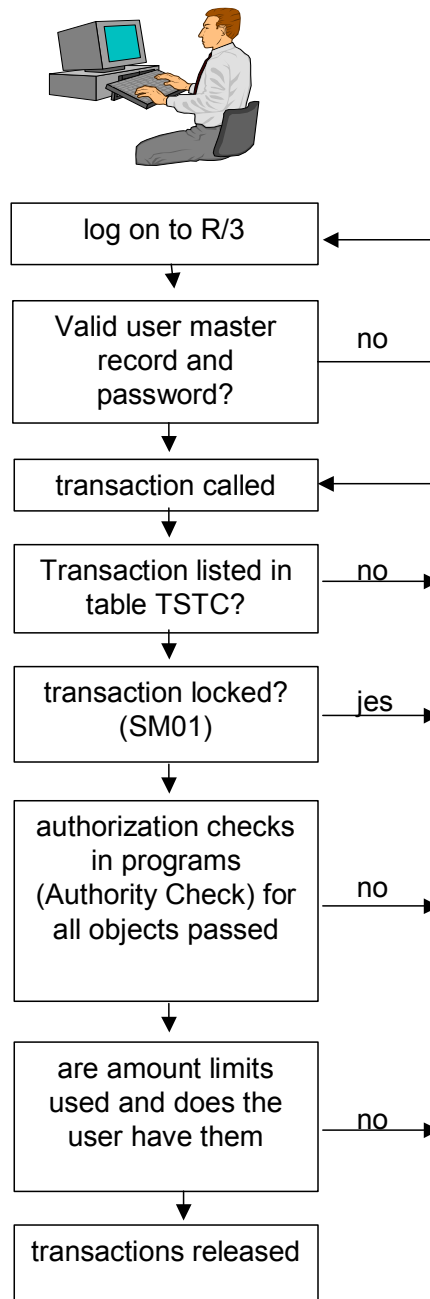 log on to R/3
Valid user master
record and
password?
no
transaction called
Transaction listed in
table TSTC?
no
transaction locked?
(SM01)
jes
authorization checks
in programs
(Authority Check) for
all objects passed
no
are amount limits
used and does the
user have them
no
transactions released